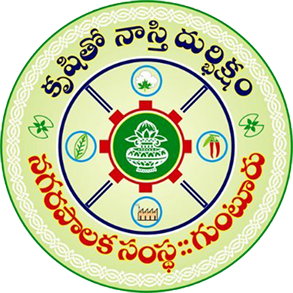 కృషితో నాస్తి దుర్భిక్షం
నగరపాలక సంస్థ :: గుంటూరు